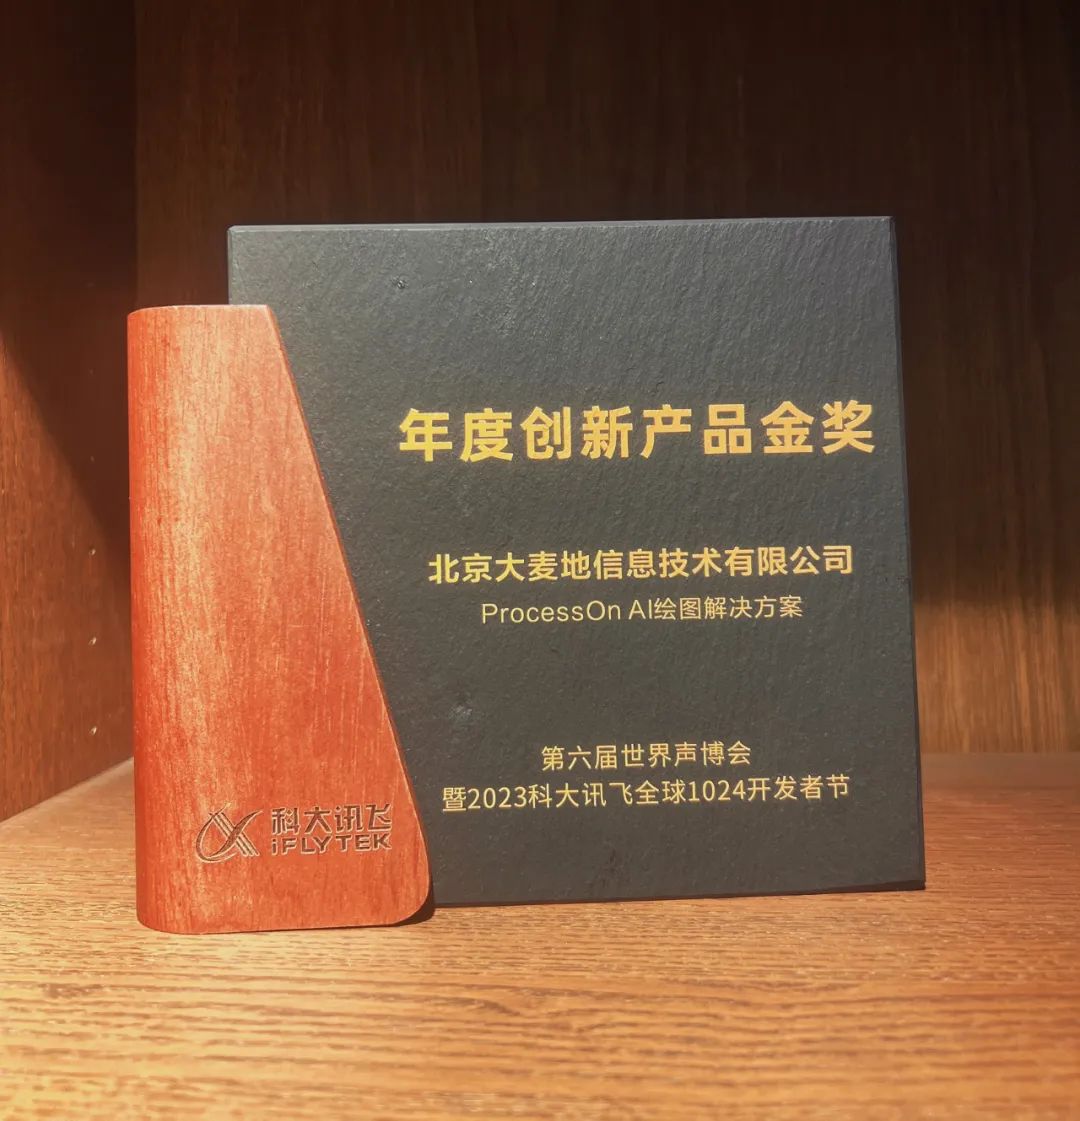 年度创新产品金奖
北京大麦地信息技术有限公司
ProcessOn AI绘图解决方案
第六届世界声博会
暨2023科大讯飞全球1024开发者节
科大讯飞
iFLYTEK